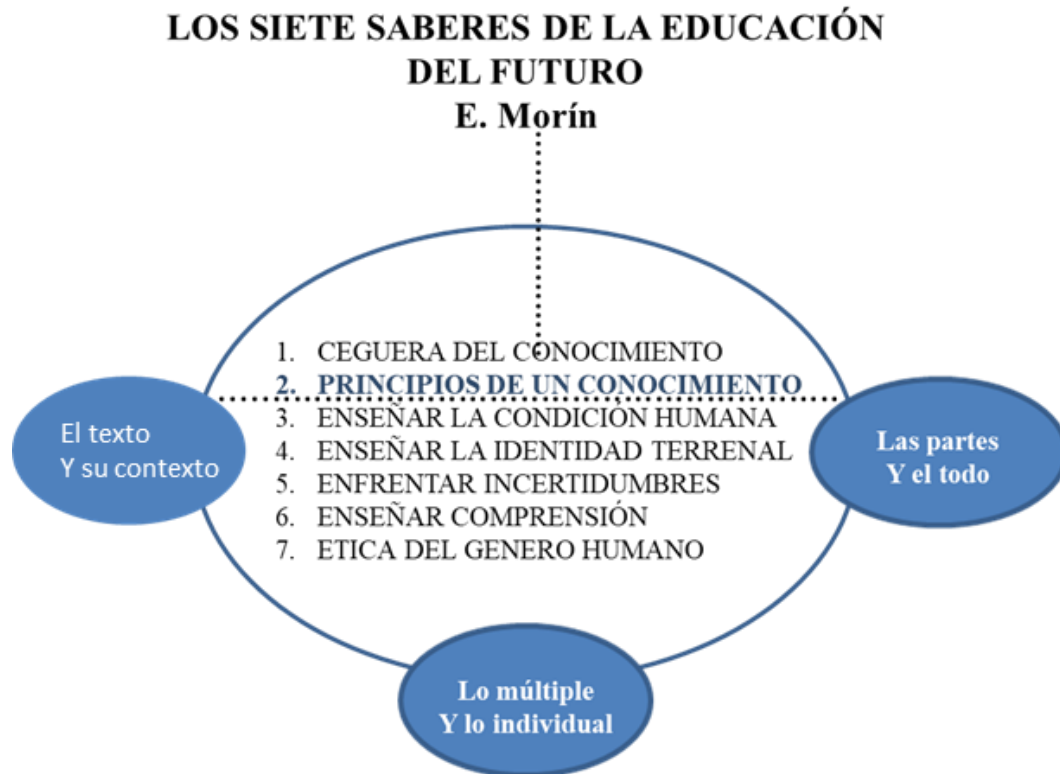 LOS SIETE SABERES DE LA EDUCACIÓN
DEL FUTURO
E. Morín
1. CEGUERA DEL CONOCIMIENTO
2. PRINCIPIOS DE UN CONOCIMIENTO
3. ENSEÑAR LA CONDICIÓN HUMANA
4. ENSEÑAR LA IDENTIDAD TERRENAL
5. ENFRENTAR INCERTIDUMBRES
6. ENSEÑAR COMPRENSIÓN
7. ETICA DEL GENERO HUMANO
El texto
Y su contexto
Las partes
Y el todo
Lo múltiple
Y lo individual